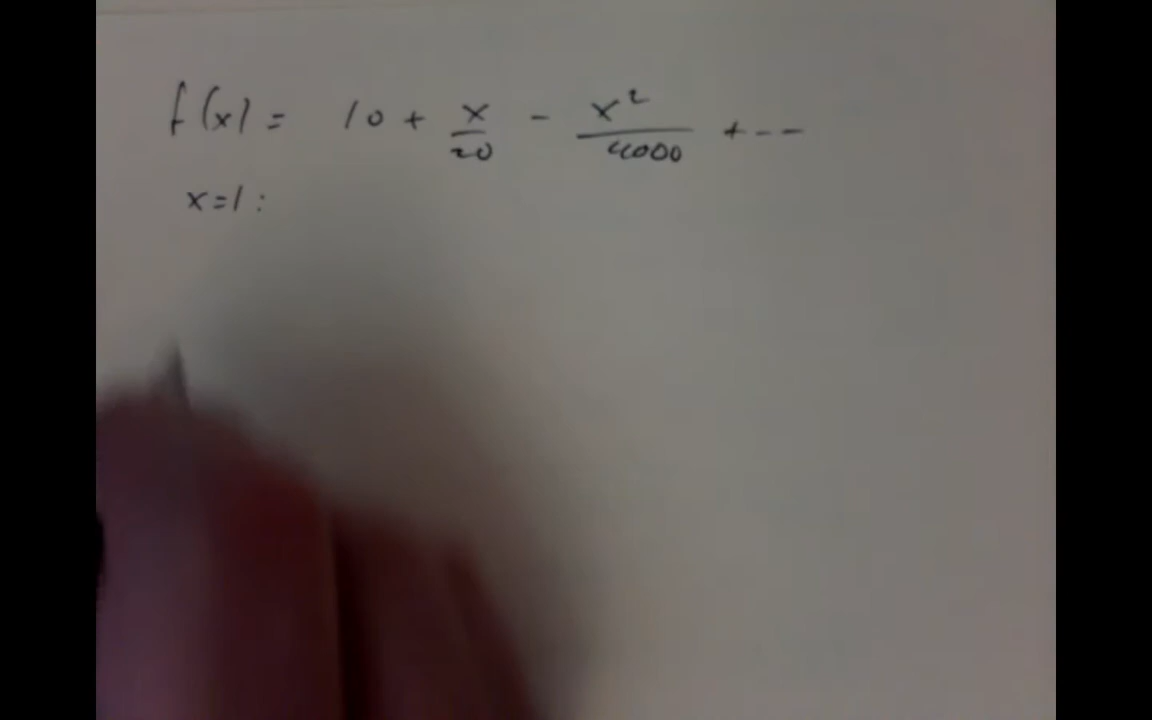 f(x) = 10 + x/20 - x²/4000 + ---
x=1: